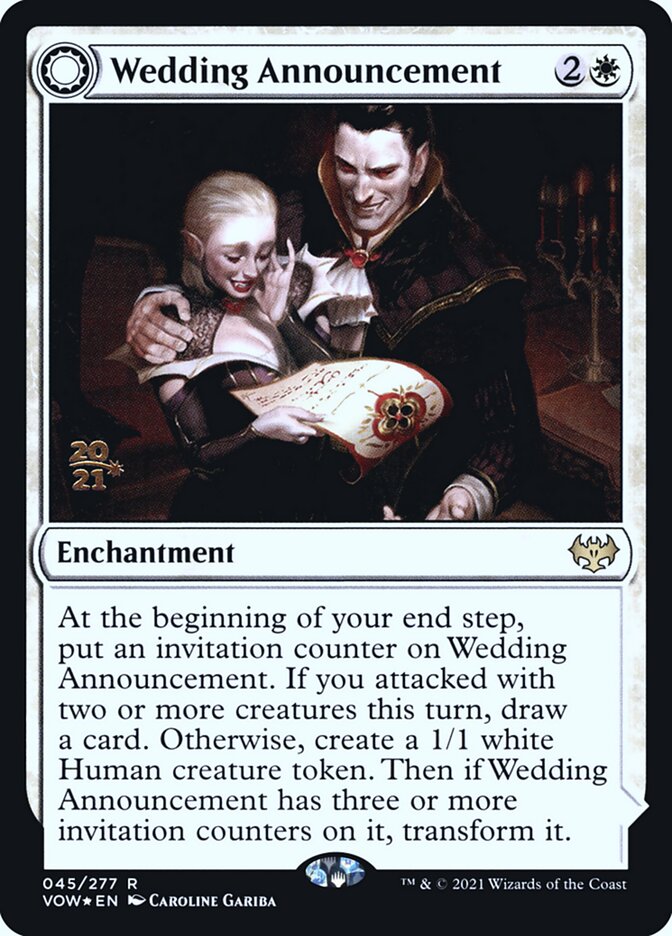 Wedding Announcement 2
20
21
Enchantment
At the beginning of your end step,
put an invitation counter on Wedding
Announcement. If you attacked with
two or more creatures this turn, draw
a card. Otherwise, create a 1/1 white
Human creature token. Then if Wedding
Announcement has three or more
invitation counters on it, transform it.
045/277 R
VOW★EN Caroline Gariba
™ & © 2021 Wizards of the Coast